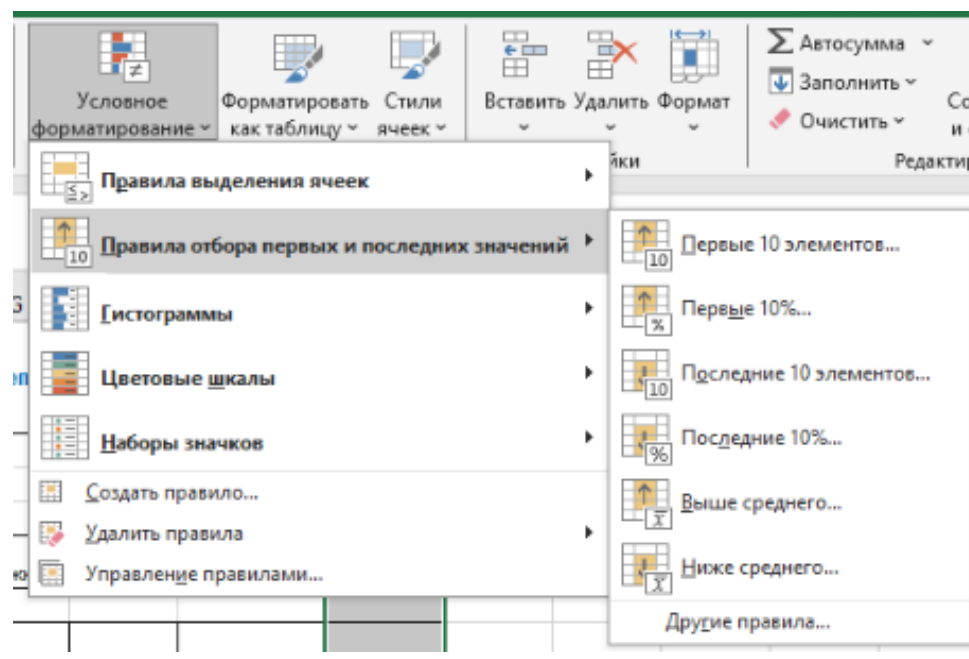 Условное
форматирование
Форматировать
как таблицу
Стили
ячеек
Вставить
Удалить
Формат
Автосумма
Заполнить
Очистить
Со
и
йки
Редакти
Правила выделения ячеек
Правила отбора первых и последних значений
Гистограммы
Цветовые шкалы
Наборы значков
Создать правило...
Удалить правила
Управление правилами...
Первые 10 элементов...
Первые 10%...
Последние 10 элементов...
Последние 10%...
Выше среднего...
Ниже среднего...
Другие правила...